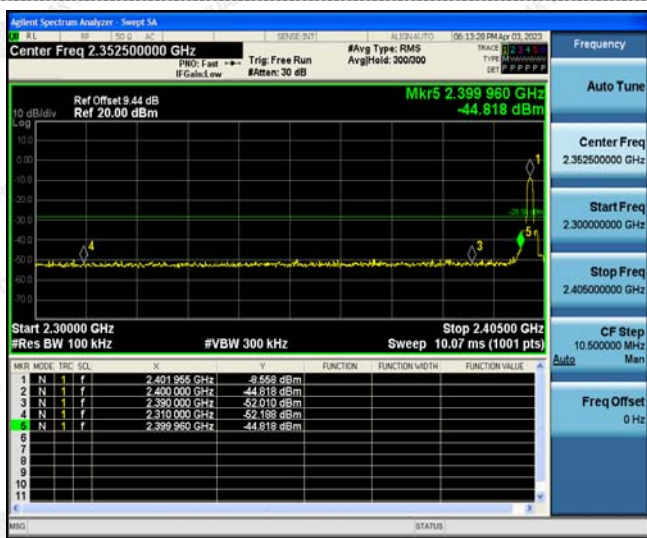 Agilent Spectrum Analyzer - Swept SA
RL RF 50 Ω AC SENSE:INT ALIGNAUTO 06:13:28 PM Apr 03, 2023
Center Freq 2.352500000 GHz
PNO: Fast
IFGain:Low
Trig: Free Run
#Atten: 30 dB
#Avg Type: RMS
Avg|Hold: 300/300
TRACE 1 2 3 4 5 6
TYPE
DET P P P P P P
Ref Offset 9.44 dB
Ref 20.00 dBm
10 dB/div
Log
Mkr5 2.399 960 GHz
-44.818 dBm
10.0
0.00
-10.0
-20.0
-30.0
-40.0
-50.0
-60.0
-70.0
1
5
4
3
Start 2.30000 GHz
Stop 2.40500 GHz
#Res BW 100 kHz
#VBW 300 kHz
Sweep 10.07 ms (1001 pts)
MKR MODE TRC SCL X Y FUNCTION FUNCTION WIDTH FUNCTION VALUE
1 N 1 f 2.401 955 GHz -8.558 dBm
2 N 1 f 2.400 000 GHz -44.818 dBm
3 N 1 f 2.390 000 GHz -52.010 dBm
4 N 1 f 2.310 000 GHz -52.188 dBm
5 N 1 f 2.399 960 GHz -44.818 dBm
6
7
8
9
10
11
MSG
STATUS
Frequency
Auto Tune
Center Freq
2.352500000 GHz
Start Freq
2.300000000 GHz
Stop Freq
2.405000000 GHz
CF Step
10.500000 MHz
Auto Man
Freq Offset
0 Hz